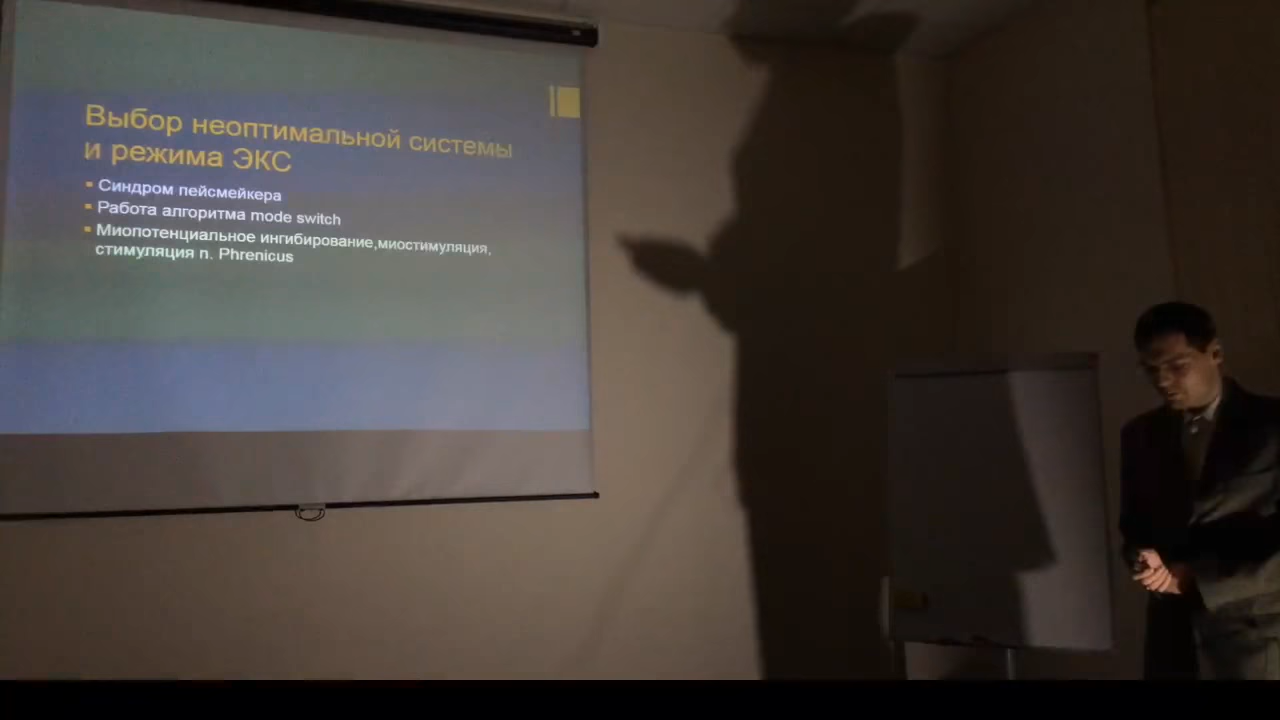 Выбор неоптимальной системы
и режима ЭКС
Синдром пейсмейкера
Работа алгоритма mode switch
Миопотенциальное ингибирование,миостимуляция,
стимуляция n. Phrenicus